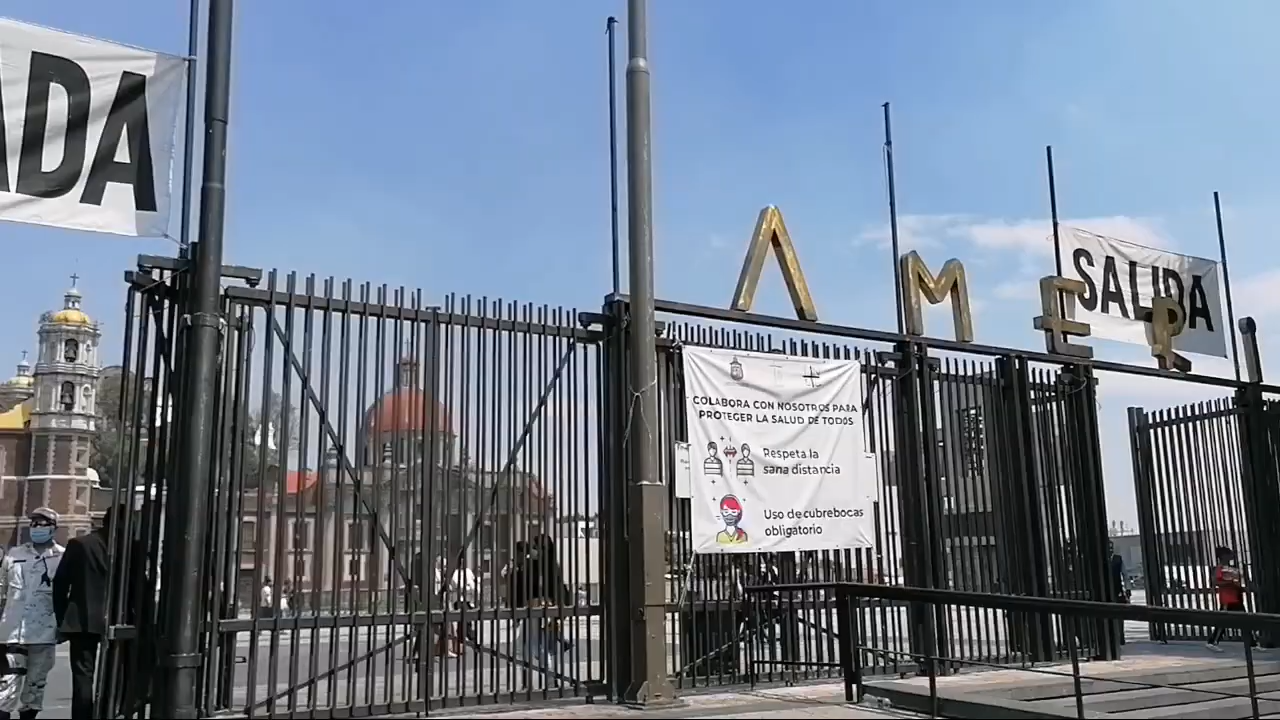 ADA
AMER
SALIDA
COLABORA CON NOSOTROS PARA
PROTEGER LA SALUD DE TODOS
Respeta la
sana distancia
Uso de cubrebocas
obligatorio